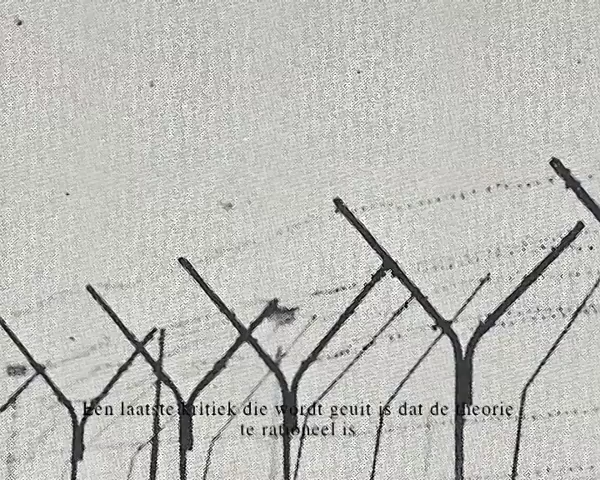 Een laatste kritiek die wordt geuit is dat de theorie
te rationeel is